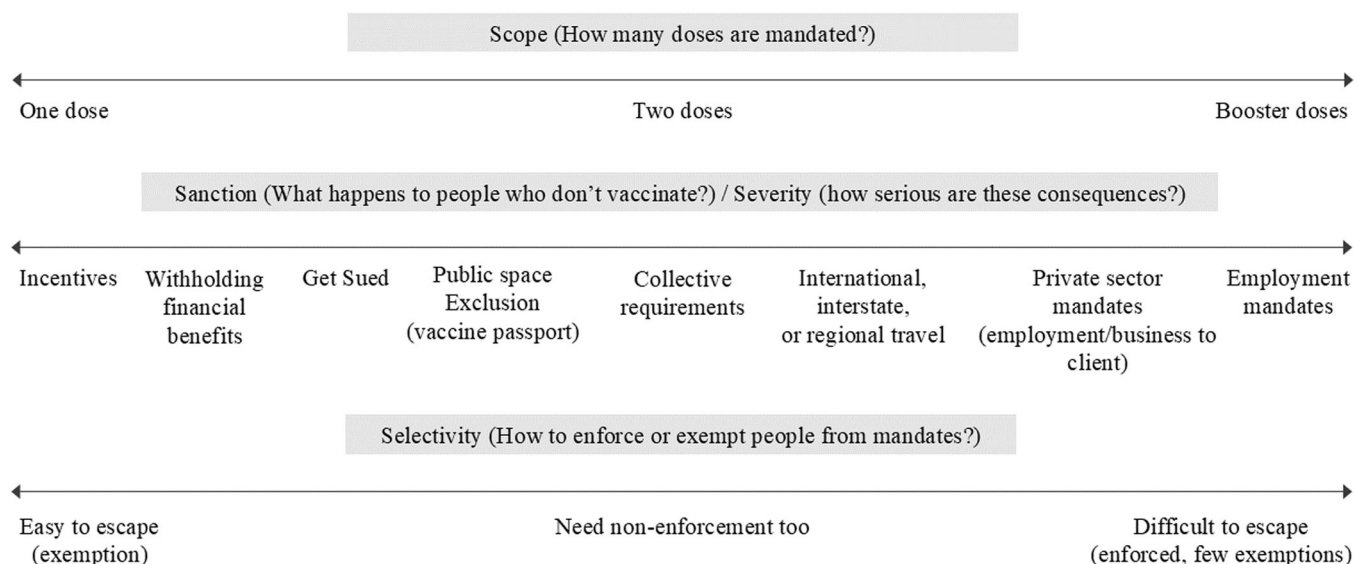 Scope (How many doses are mandated?)
One dose
Two doses
Booster doses
Sanction (What happens to people who don’t vaccinate?) / Severity (how serious are these consequences?)
Incentives
Withholding
financial
benefits
Get Sued
Public space
Exclusion
(vaccine passport)
Collective
requirements
International,
interstate,
or regional travel
Private sector
mandates
(employment/business to
client)
Employment
mandates
Selectivity (How to enforce or exempt people from mandates?)
Easy to escape
(exemption)
Need non-enforcement too
Difficult to escape
(enforced, few exemptions)